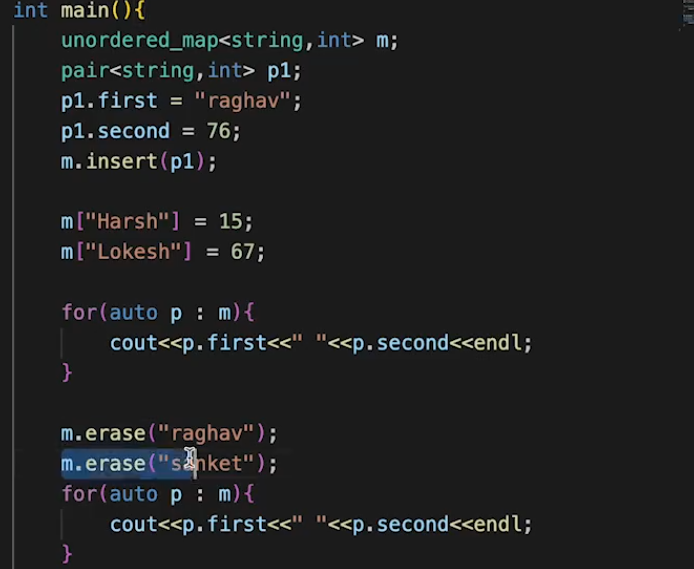 int main(){
    unordered_map<string,int> m;
    pair<string,int> p1;
    p1.first = "raghav";
    p1.second = 76;
    m.insert(p1);
    m["Harsh"] = 15;
    m["Lokesh"] = 67;
    for(auto p : m){
        cout<<p.first<<" "<<p.second<<endl;
    }
    m.erase("raghav");
    m.erase("sanket");
    for(auto p : m){
        cout<<p.first<<" "<<p.second<<endl;
    }